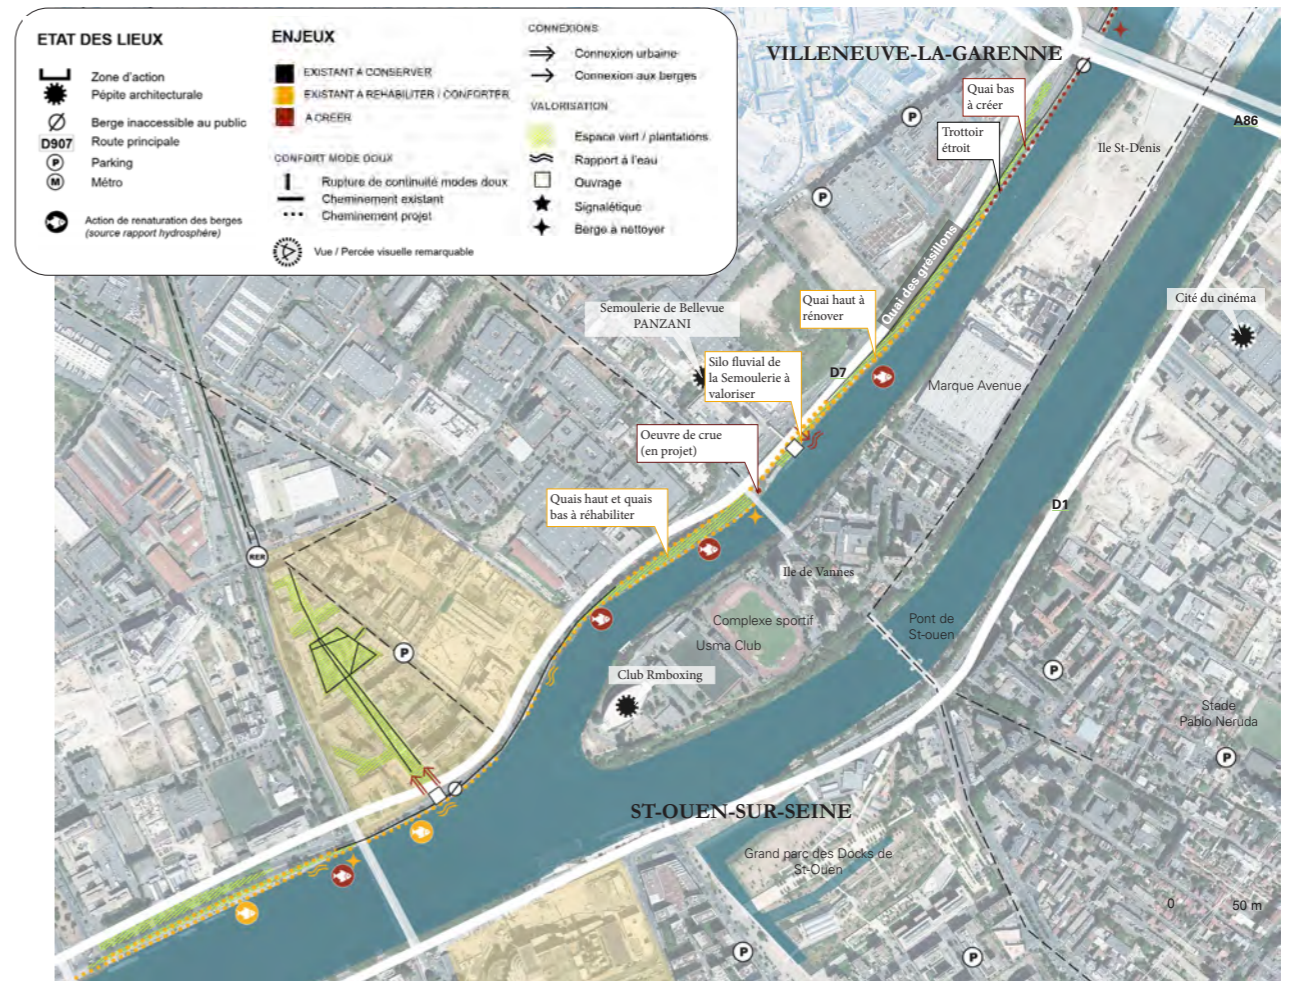 ETAT DES LIEUX
Zone d'action
Pépite architecturale
Berge inaccessible au public
D907 Route principale
P Parking
M Métro
Action de renaturation des berges
(source rapport hydrosphère)
ENJEUX
EXISTANT A CONSERVER
EXISTANT A REHABILITER / CONFORTER
A CREER
CONFORT MODE DOUX
Rupture de continuité modes doux
Cheminement existant
Cheminement projet
Vue / Percée visuelle remarquable
CONNEXIONS
Connexion urbaine
Connexion aux berges
VALORISATION
Espace vert / plantations
Rapport à l'eau
Ouvrage
Signalétique
Berge à nettoyer
VILLENEUVE-LA-GARENNE
Quai bas
à créer
A86
P
Trottoir
étroit
Ile St-Denis
P
Quai des grésillons
Quai haut à
rénover
Semoulerie de Bellevue
PANZANI
Cité du cinéma
Silo fluvial de
la Semoulerie à
valoriser
D7
Marque Avenue
Oeuvre de crue
(en projet)
Quais haut et quais
bas à réhabiliter
D1
RER
Ile de Vannes
Complexe sportif
Usma Club
Pont de
St-ouen
P
Club Rmboxing
P
Stade
Pablo Neruda
P
ST-OUEN-SUR-SEINE
Grand parc des Docks de
St-Ouen
0 50 m
P
P